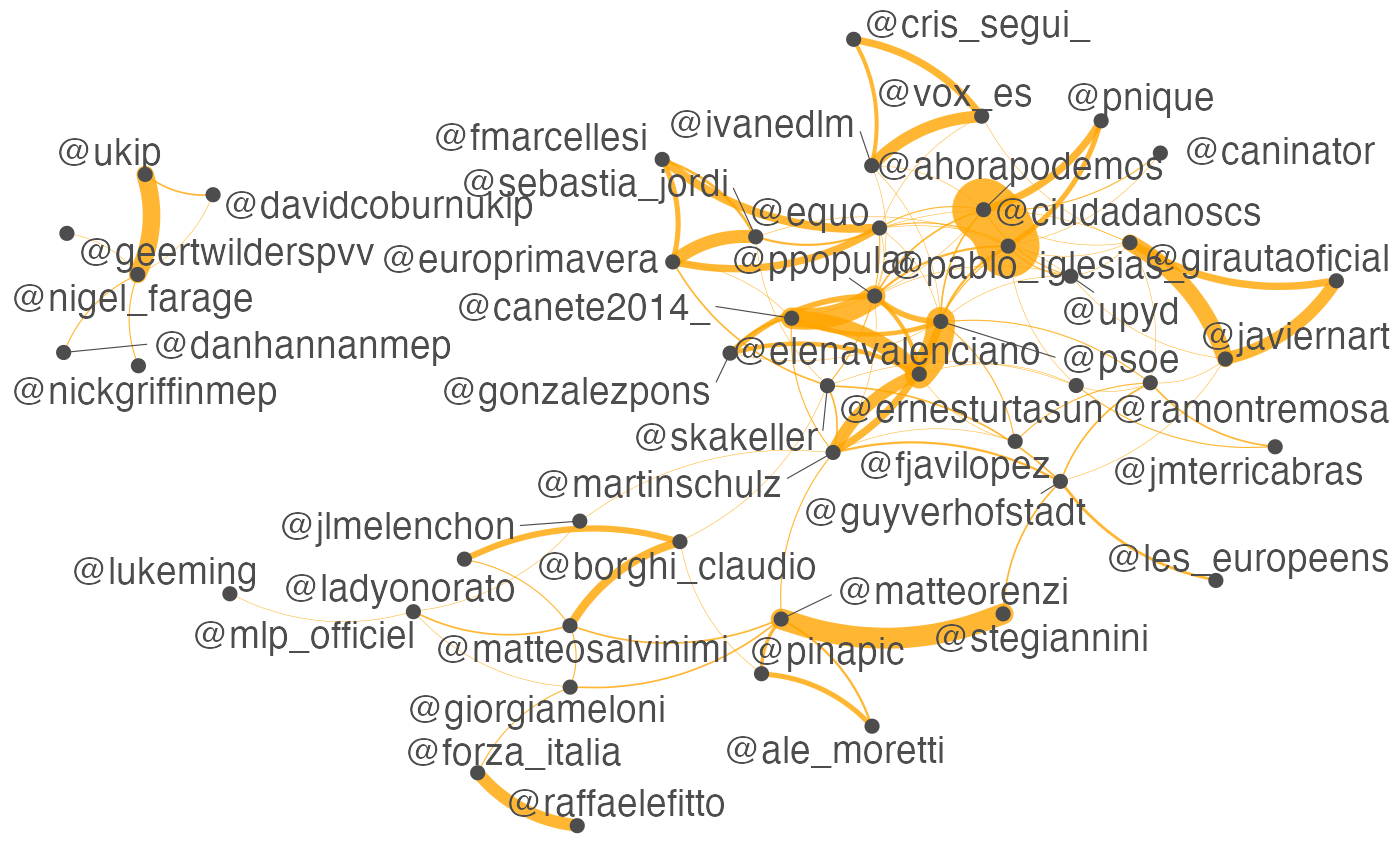 @cris_segui_
@vox_es
@pnique
@ivanedlm
@fmarcellesi
@caninator
@ukip
@ahorapodemos
@sebastia_jordi
@davidcoburnukip
@equo
@ciudadanoscs
@geertwilderspvv
@europrimavera
@ppopular
@pablo_iglesias_
@girautaoficial
@nigel_farage
@canete2014_
@upyd
@javiernart
@danhannanmep
@elenavalenciano
@psoe
@nickgriffinmep
@gonzalezpons
@ernesturtasun
@ramontremosa
@skakeller
@fjavilopez
@jmterricabras
@martinschulz
@guyverhofstadt
@jlmelenchon
@les_europeens
@borghi_claudio
@lukeming
@ladyonorato
@matteorenzi
@mlp_officiel
@stegiannini
@matteosalvinimi
@pinapic
@giorgiameloni
@forza_italia
@ale_moretti
@raffaelefitto